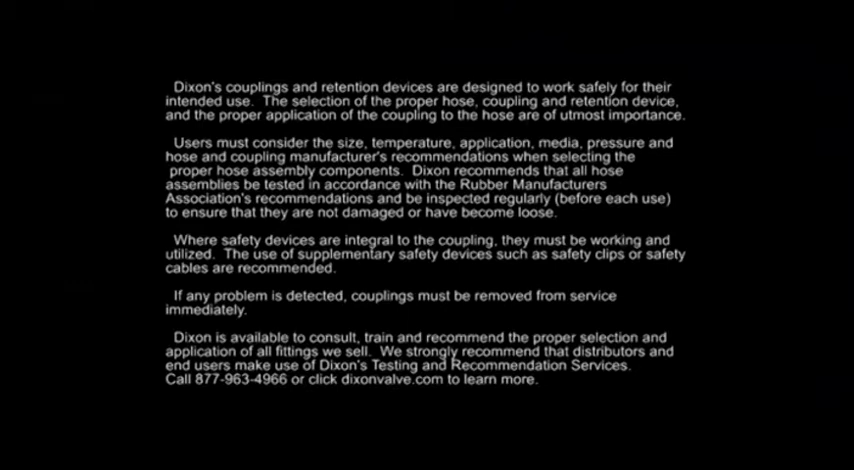 Dixon's couplings and retention devices are designed to work safely for their
intended use. The selection of the proper hose, coupling and retention device,
and the proper application of the coupling to the hose are of utmost importance.
Users must consider the size, temperature, application, media, pressure and
hose and coupling manufacturer's recommendations when selecting the
proper hose assembly components. Dixon recommends that all hose
assemblies be tested in accordance with the Rubber Manufacturers
Association's recommendations and be inspected regularly (before each use)
to ensure that they are not damaged or have become loose.
Where safety devices are integral to the coupling, they must be working and
utilized. The use of supplementary safety devices such as safety clips or safety
cables are recommended.
If any problem is detected, couplings must be removed from service
immediately.
Dixon is available to consult, train and recommend the proper selection and
application of all fittings we sell. We strongly recommend that distributors and
end users make use of Dixon's Testing and Recommendation Services.
Call 877-963-4966 or click dixonvalve.com to learn more.